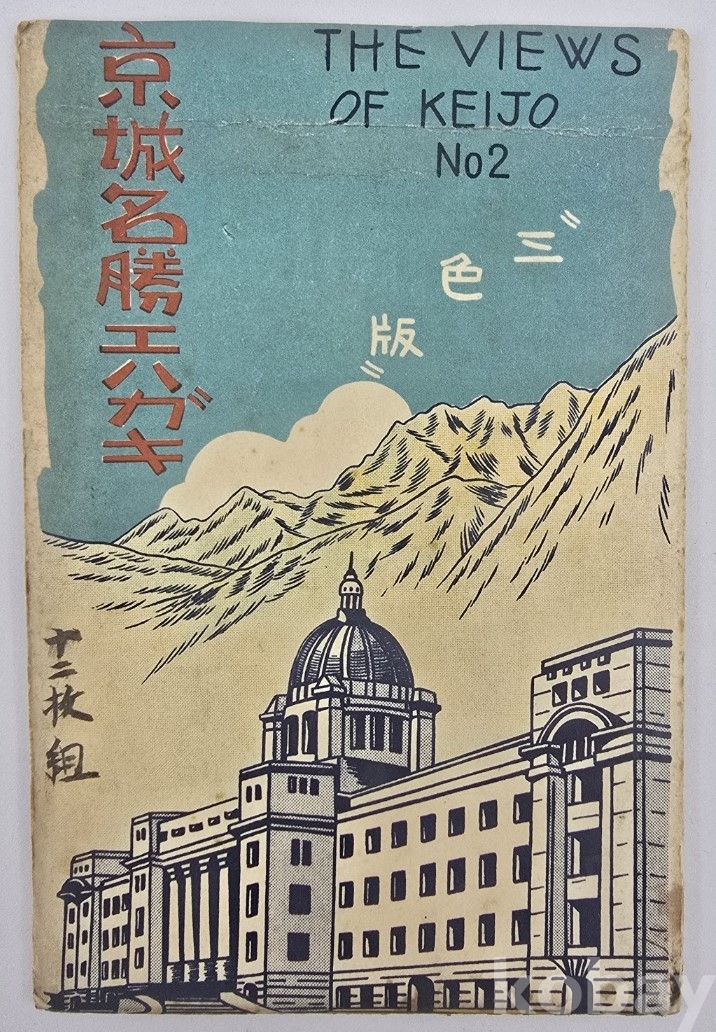 THE VIEWS
OF KEIJO
No2
京城名勝エハガキ
"三色版"
十二枚組
kobay